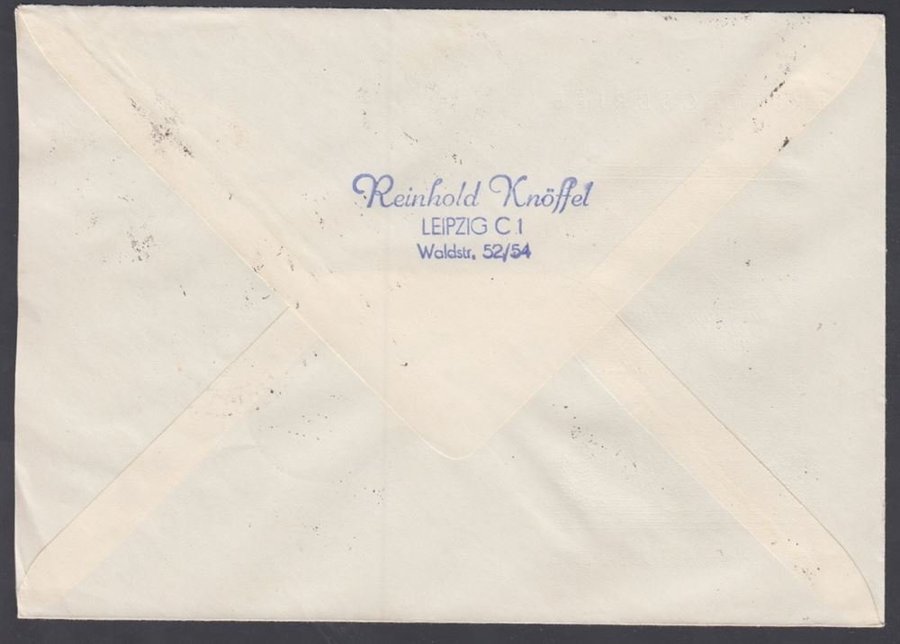 Reinhold Knöffel
LEIPZIG C 1
Waldstr. 52/54